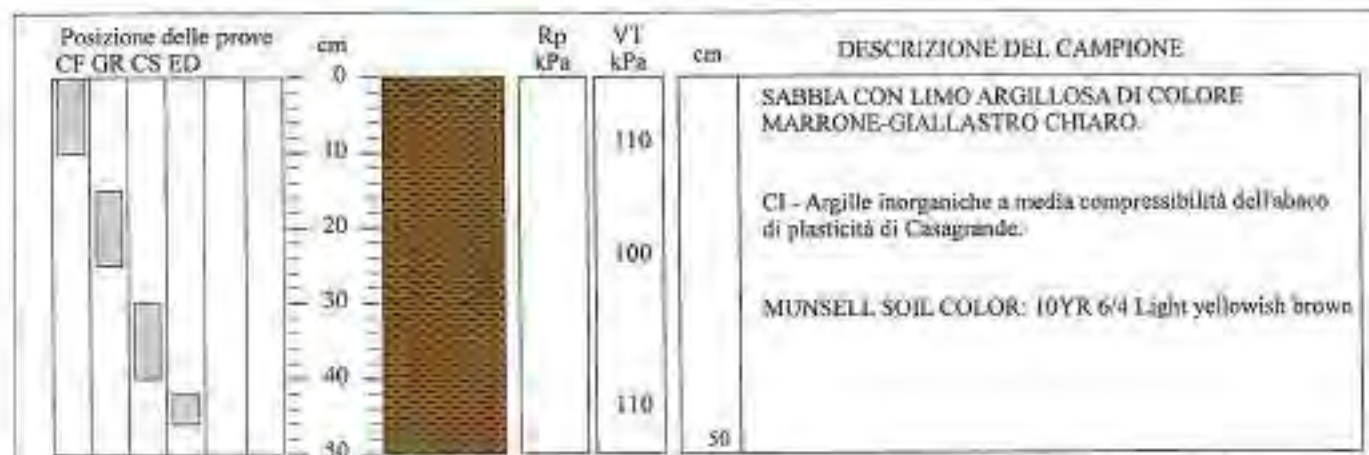 Posizione delle prove
CF GR CS ED
cm
0
10
20
30
40
50
Rp
kPa
VT
kPa
110
100
110
cm
50
DESCRIZIONE DEL CAMPIONE
SABBIA CON LIMO ARGILLOSA DI COLORE
MARRONE-GIALLASTRO CHIARO.
CI - Argille inorganiche a media compressibilità dell'abaco
di plasticità di Casagrande.
MUNSELL SOIL COLOR: 10YR 6/4 Light yellowish brown